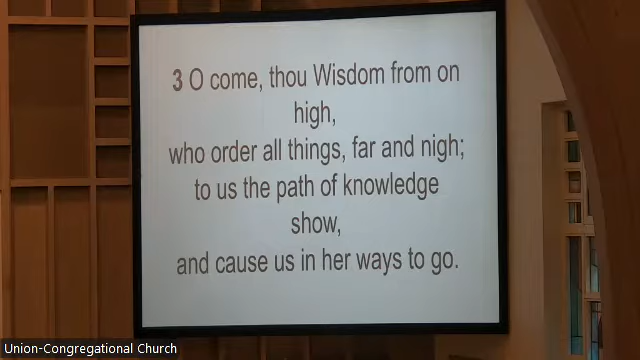 3 O come, thou Wisdom from on
high,
who order all things, far and nigh;
to us the path of knowledge
show,
and cause us in her ways to go.
Union-Congregational Church